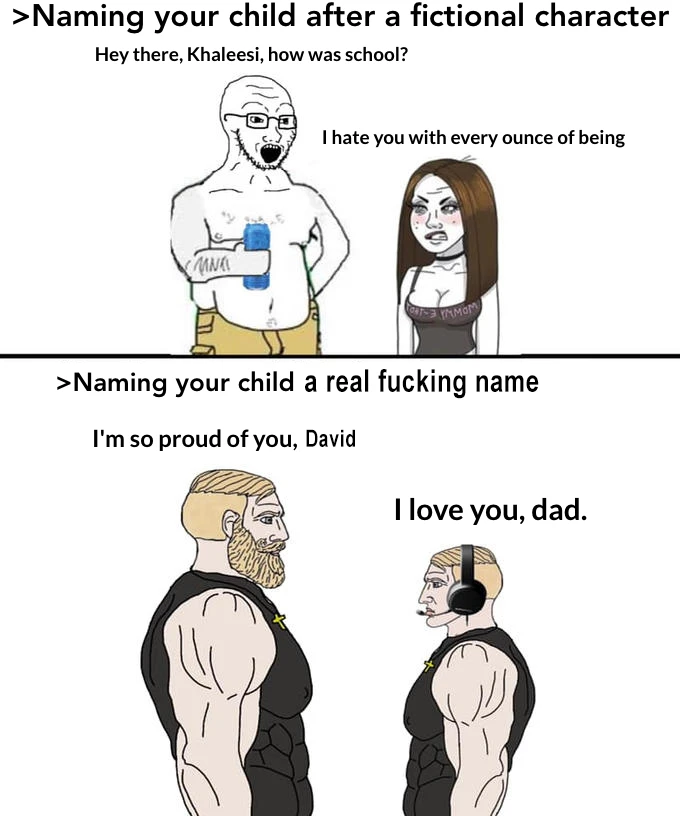 >Naming your child after a fictional character
Hey there, Khaleesi, how was school?
I hate you with every ounce of being
>Naming your child a real fucking name
I'm so proud of you, David
I love you, dad.